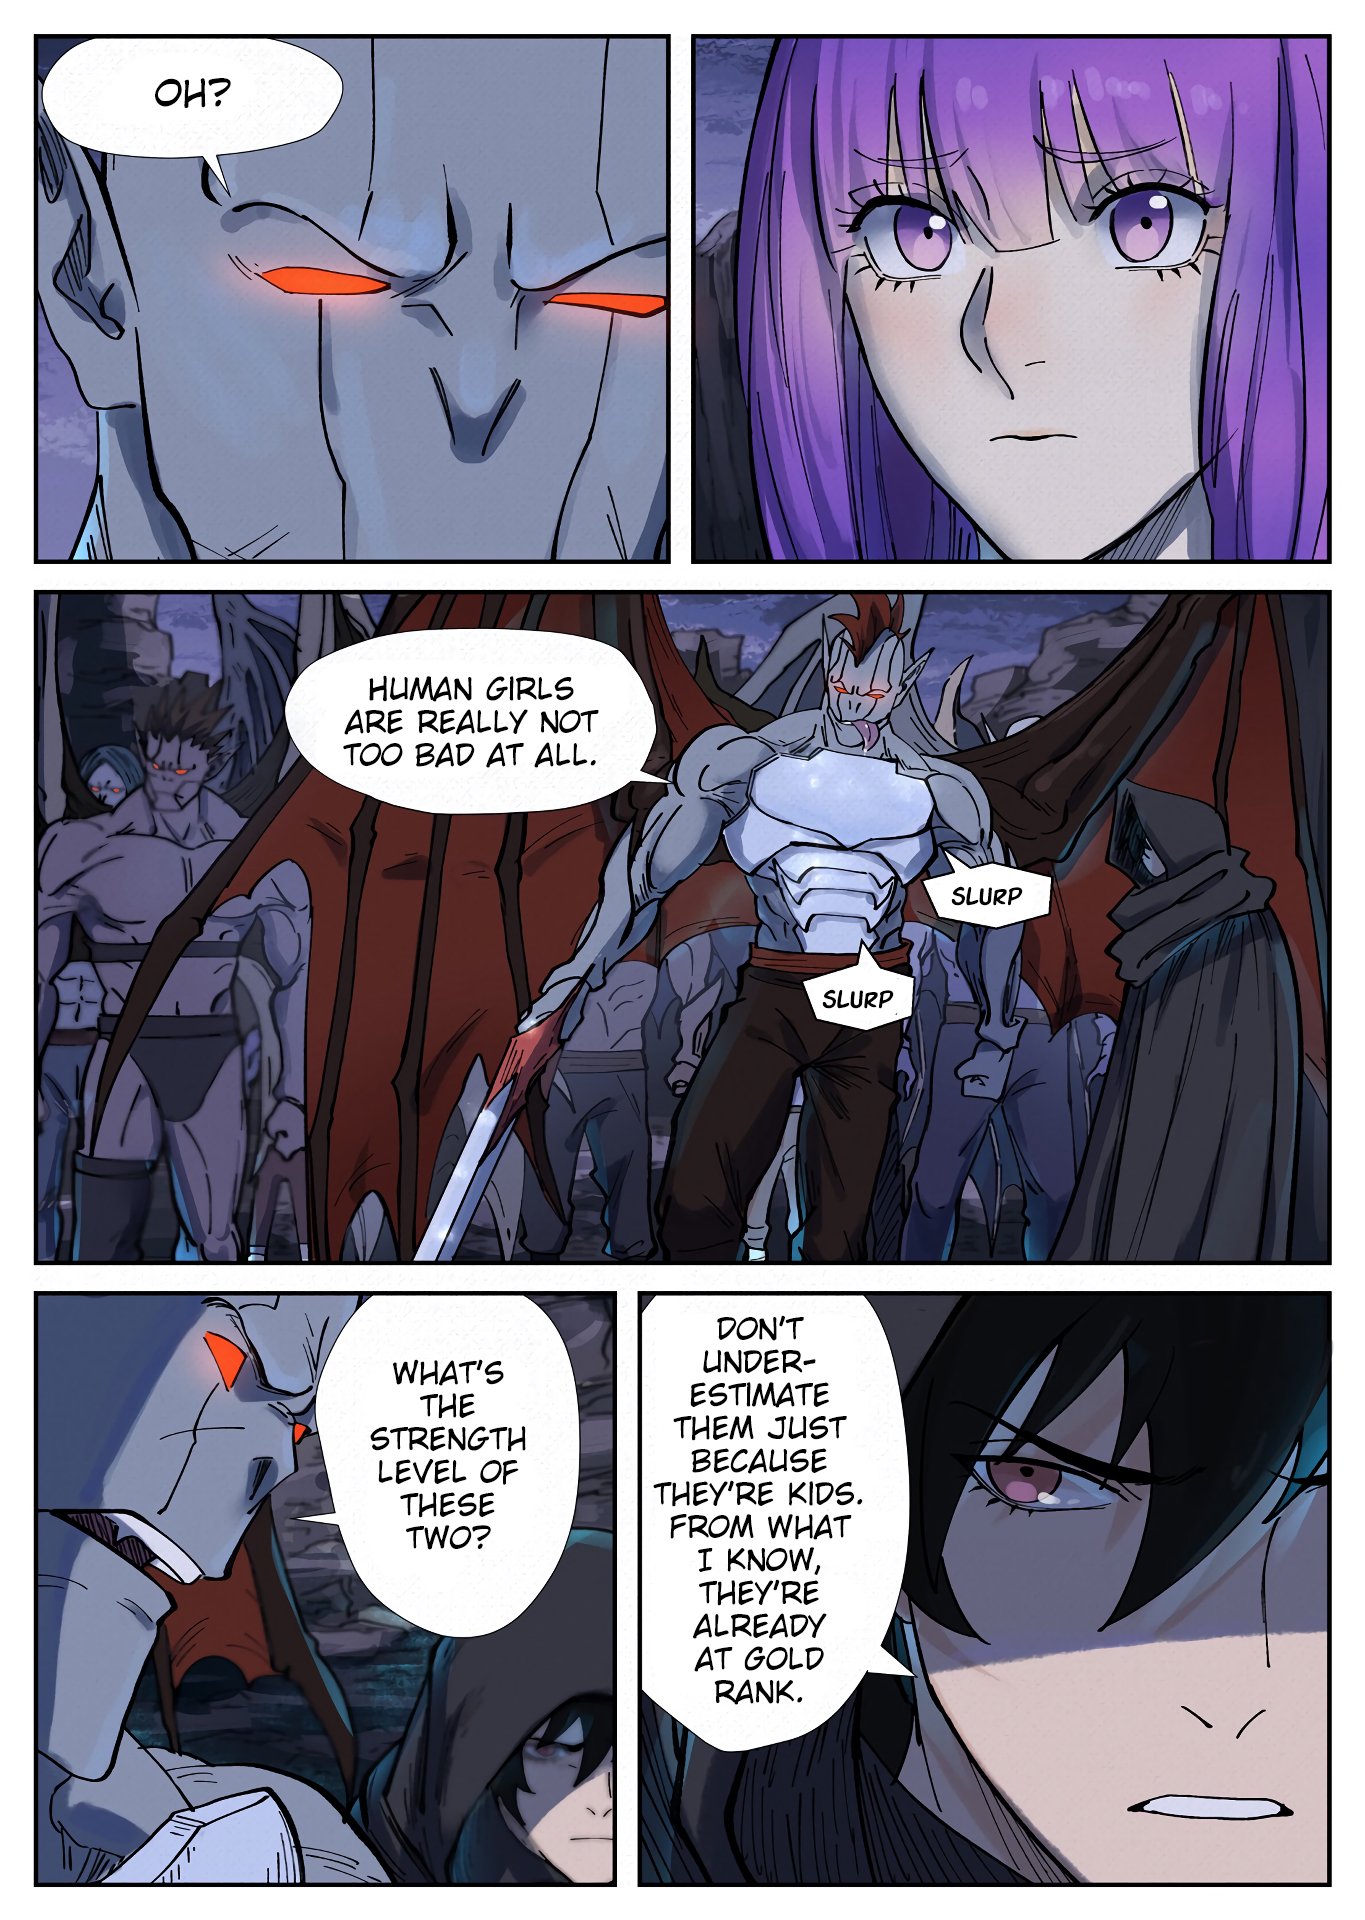 OH?
HUMAN GIRLS
ARE REALLY NOT
TOO BAD AT ALL.
SLURP
SLURP
WHAT'S
THE
STRENGTH
LEVEL OF
THESE
TWO?
DON'T
UNDER-
ESTIMATE
THEM JUST
BECAUSE
THEY'RE KIDS.
FROM WHAT
I KNOW,
THEY'RE
ALREADY
AT GOLD
RANK.